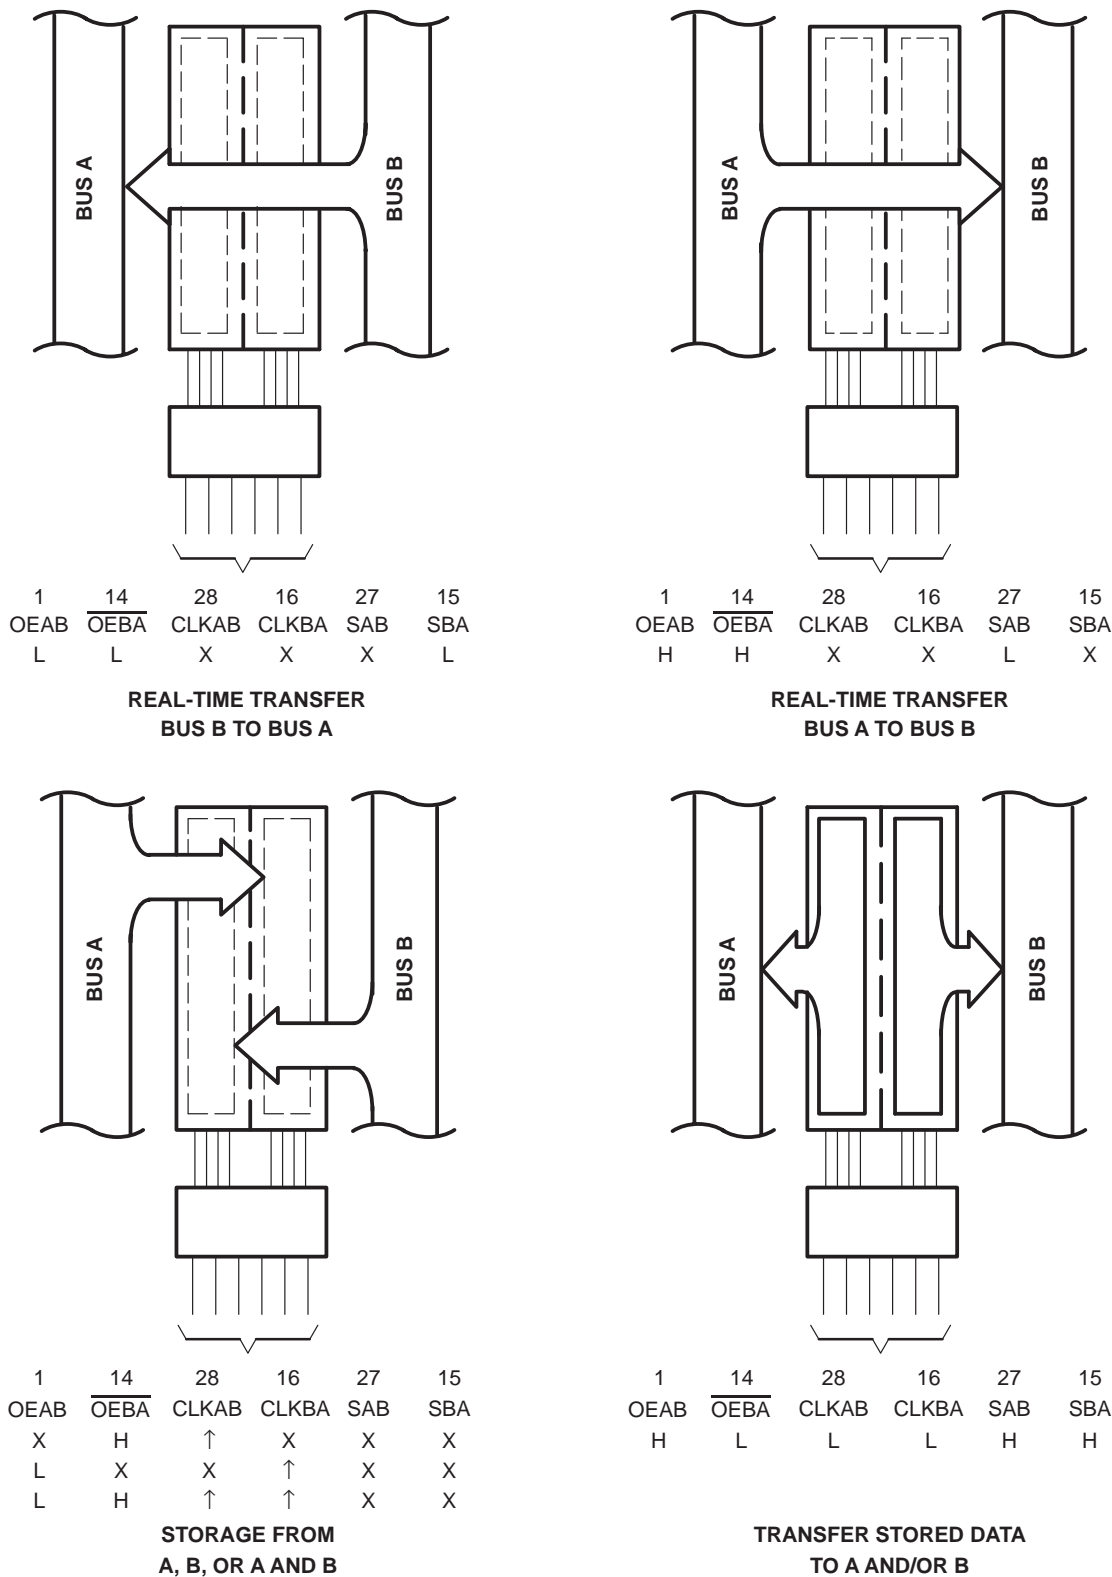 BUS A
BUS B
1 14 28 16 27 15
OEAB OEBA CLKAB CLKBA SAB SBA
L L X X X L
REAL-TIME TRANSFER
BUS B TO BUS A
BUS A
BUS B
1 14 28 16 27 15
OEAB OEBA CLKAB CLKBA SAB SBA
H H X X L X
REAL-TIME TRANSFER
BUS A TO BUS B
BUS A
BUS B
1 14 28 16 27 15
OEAB OEBA CLKAB CLKBA SAB SBA
X H ↑ X X X
L X X ↑ X X
L H ↑ ↑ X X
STORAGE FROM
A, B, OR A AND B
BUS A
BUS B
1 14 28 16 27 15
OEAB OEBA CLKAB CLKBA SAB SBA
H L L L H H
TRANSFER STORED DATA
TO A AND/OR B